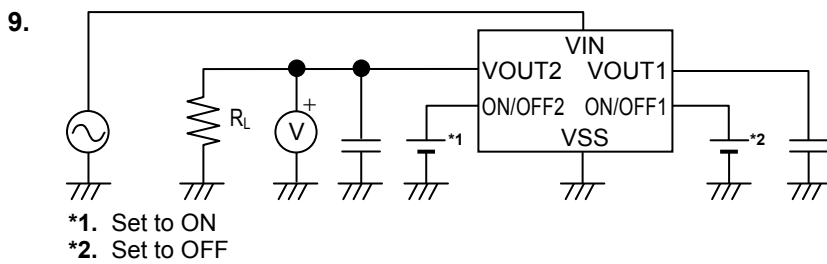 9.
VIN
VOUT2 VOUT1
ON/OFF2 ON/OFF1
VSS
RL
+
V
*1
*2
*1. Set to ON
*2. Set to OFF